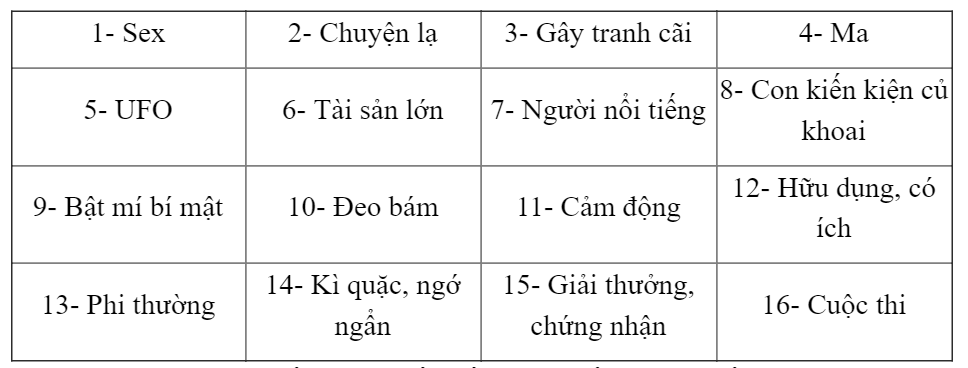 1- Sex
2- Chuyện lạ
3- Gây tranh cãi
4- Ma
5- UFO
6- Tài sản lớn
7- Người nổi tiếng
8- Con kiến kiện củ
khoai
9- Bật mí bí mật
10- Đeo bám
11- Cảm động
12- Hữu dụng, có
ích
13- Phi thường
14- Kì quặc, ngớ
ngẩn
15- Giải thưởng,
chứng nhận
16- Cuộc thi